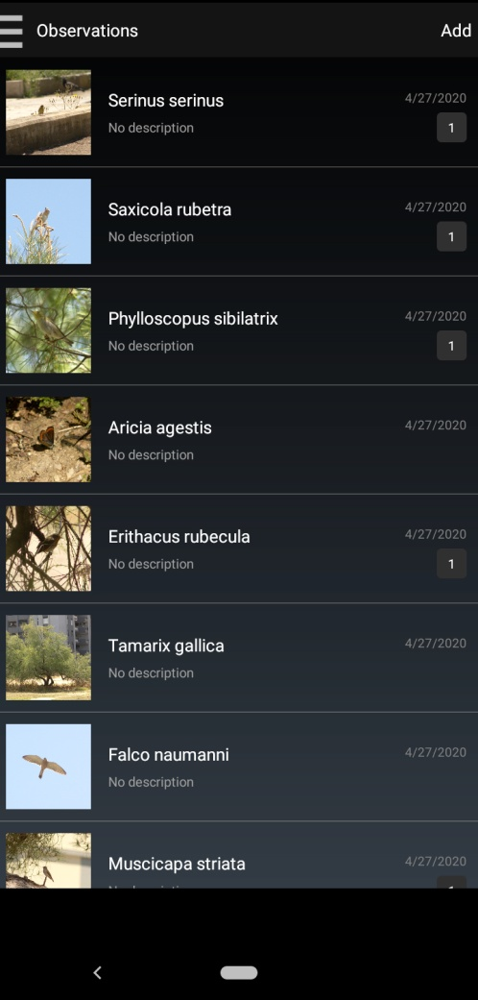 Observations Add
Serinus serinus 4/27/2020
No description 1
Saxicola rubetra 4/27/2020
No description 1
Phylloscopus sibilatrix 4/27/2020
No description 1
Aricia agestis 4/27/2020
No description
Erithacus rubecula 4/27/2020
No description 1
Tamarix gallica 4/27/2020
No description
Falco naumanni 4/27/2020
No description
Muscicapa striata 4/27/2020